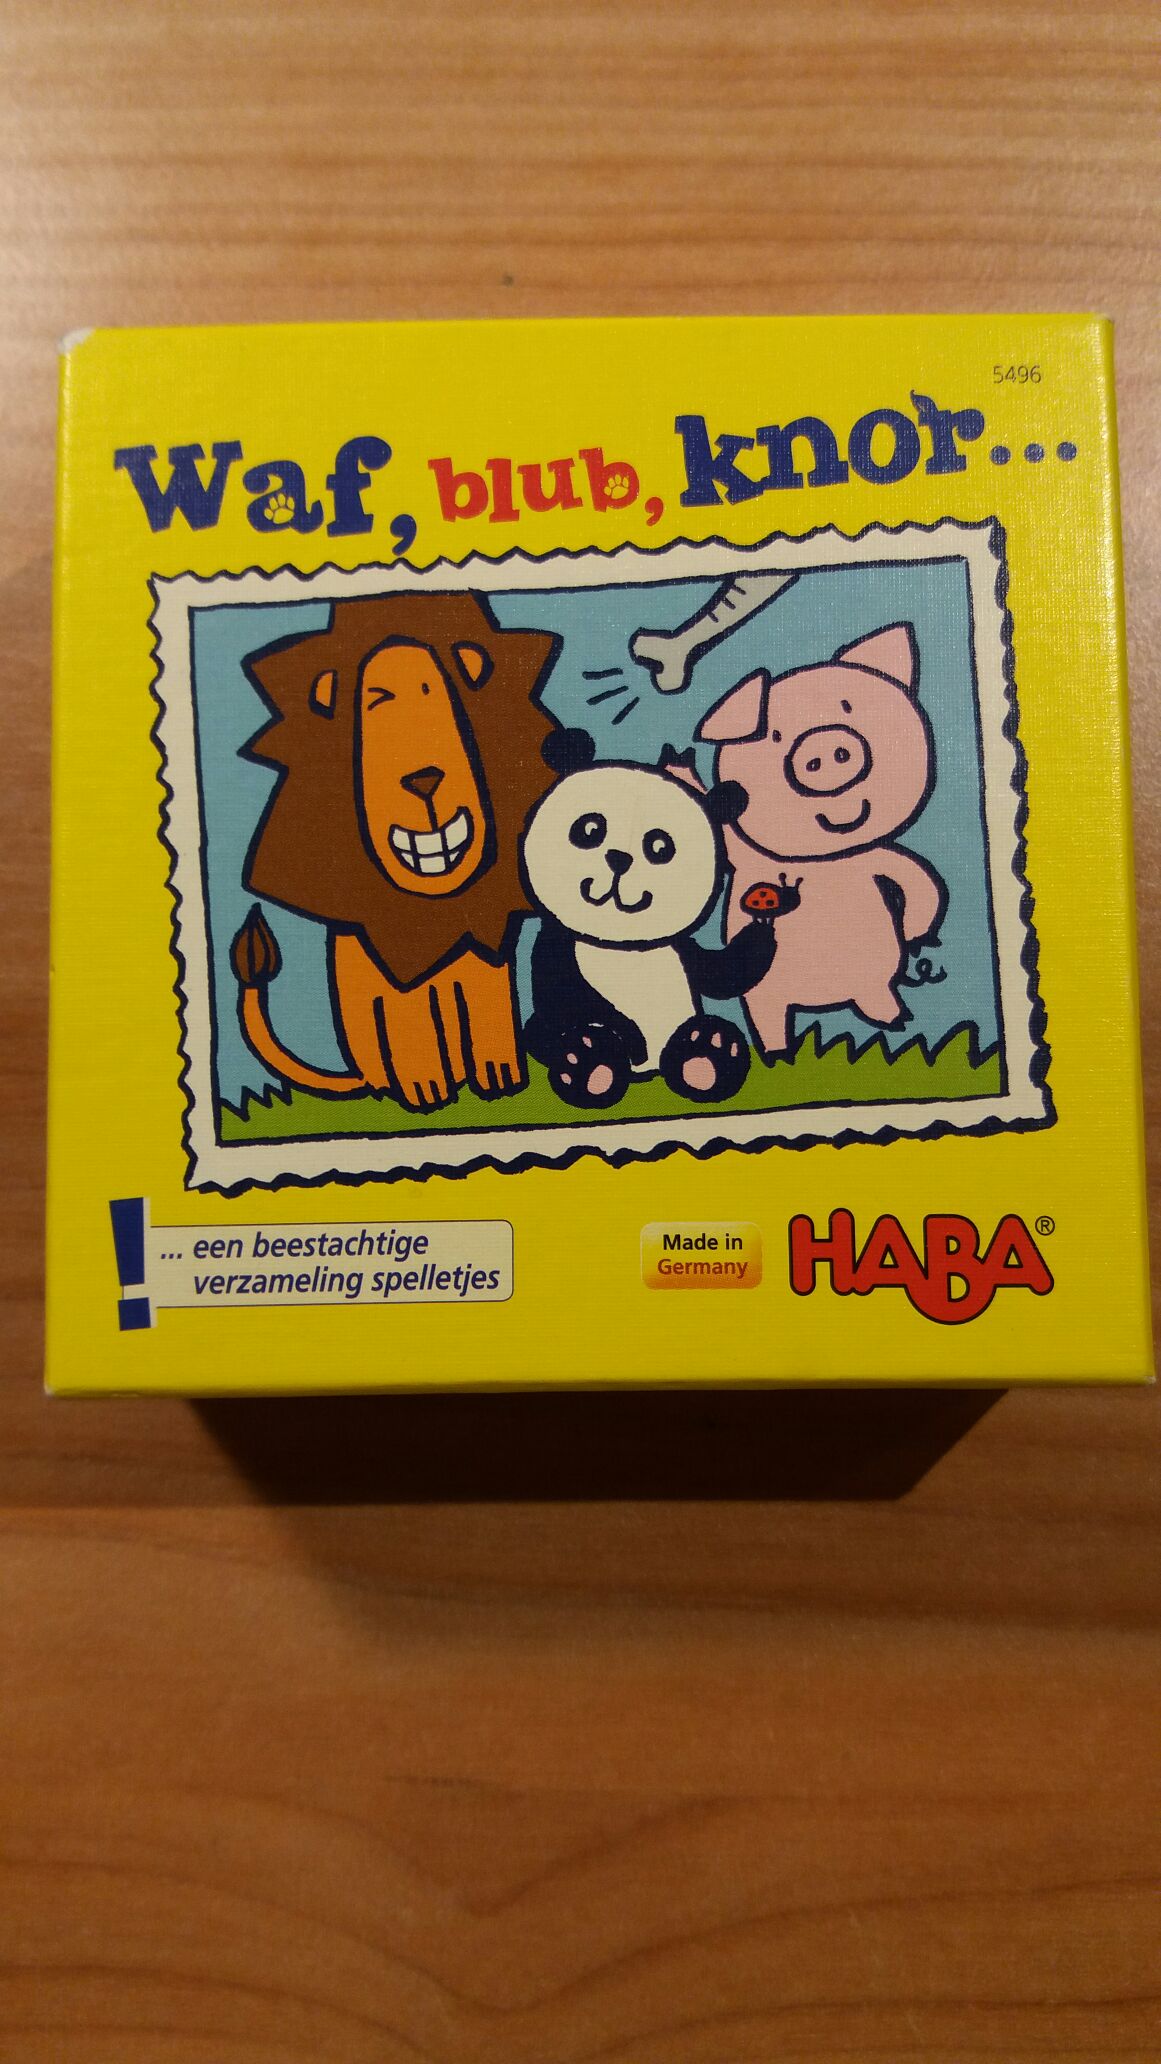 5496
Waf, blub, knor...
... een beestachtige
verzameling spelletjes
Made in
Germany
HABA®